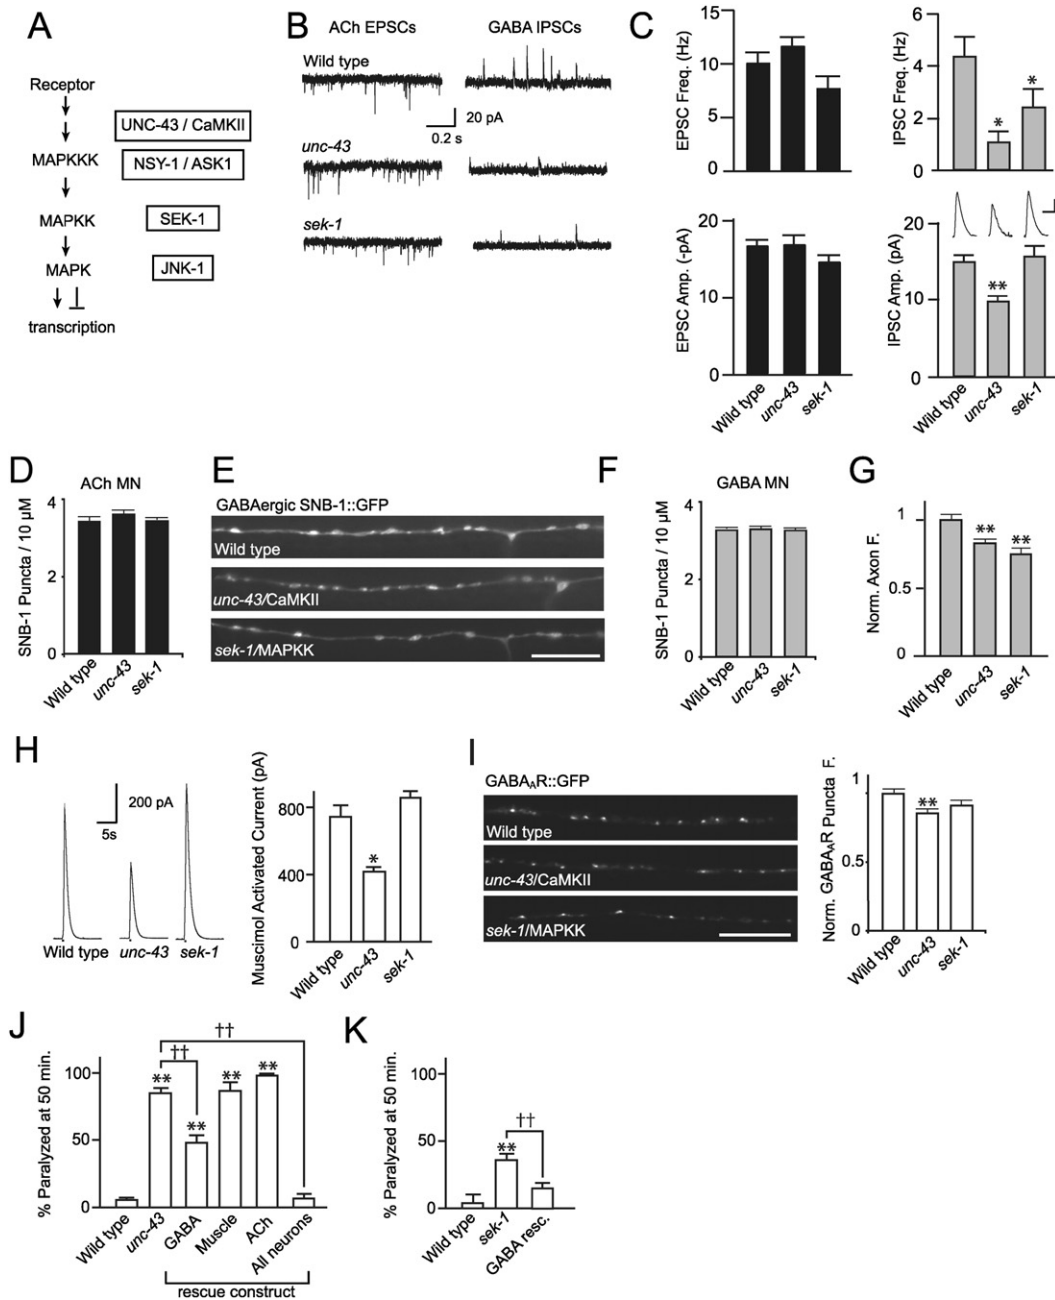 A
Receptor
MAPKKK
MAPKK
MAPK
transcription
UNC-43 / CaMKII
NSY-1 / ASK1
SEK-1
JNK-1
B
ACh EPSCs
GABA IPSCs
Wild type
20 pA
0.2 s
unc-43
sek-1
C
EPSC Freq. (Hz)
15
10
5
0
IPSC Freq. (Hz)
6
4
2
0
*
*
EPSC Amp. (-pA)
20
10
0
Wild type
unc-43
sek-1
IPSC Amp. (pA)
20
10
0
**
Wild type
unc-43
sek-1
D
ACh MN
SNB-1 Puncta / 10 µM
4
2
0
Wild type
unc-43
sek-1
E
GABAergic SNB-1::GFP
Wild type
unc-43/CaMKII
sek-1/MAPKK
F
GABA MN
SNB-1 Puncta / 10 µM
4
2
0
Wild type
unc-43
sek-1
G
Norm. Axon F.
1
0.5
0
**
**
Wild type
unc-43
sek-1
H
200 pA
5s
Wild type
unc-43
sek-1
Muscimol Activated Current (pA)
800
400
0
*
Wild type
unc-43
sek-1
I
GABAAR::GFP
Wild type
unc-43/CaMKII
sek-1/MAPKK
Norm. GABAAR Puncta F.
1
0.5
0
**
Wild type
unc-43
sek-1
J
% Paralyzed at 50 min.
100
50
0
††
††
**
**
**
**
Wild type
unc-43
GABA
Muscle
ACh
All neurons
rescue construct
K
% Paralyzed at 50 min.
100
50
0
††
**
Wild type
sek-1
GABA resc.